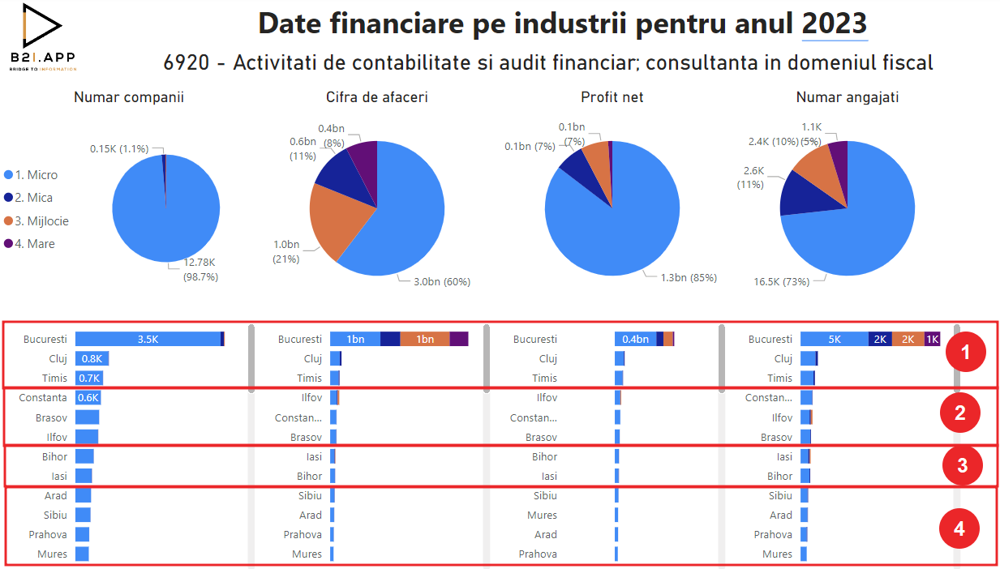 B2I.APP
BRIDGE TO INFORMATION
Date financiare pe industrii pentru anul 2023
6920 - Activitati de contabilitate si audit financiar; consultanta in domeniul fiscal
1. Micro
2. Mica
3. Mijlocie
4. Mare
Numar companii
0.15K (1.1%)
12.78K
(98.7%)
Cifra de afaceri
0.4bn
(8%)
0.6bn
(11%)
1.0bn
(21%)
3.0bn (60%)
Profit net
0.1bn
(7%)
0.1bn (7%)
1.3bn (85%)
Numar angajati
1.1K
(5%)
2.4K (10%)
2.6K
(11%)
16.5K (73%)
Bucuresti 3.5K
Cluj 0.8K
Timis 0.7K
Constanta 0.6K
Brasov
Ilfov
Bihor
Iasi
Arad
Sibiu
Prahova
Mures
Bucuresti 1bn 1bn
Cluj
Timis
Ilfov
Constan...
Brasov
Iasi
Bihor
Sibiu
Arad
Prahova
Mures
Bucuresti 0.4bn
Cluj
Timis
Ilfov
Constan...
Brasov
Bihor
Iasi
Sibiu
Mures
Arad
Prahova
Bucuresti 5K 2K 2K 1K
Cluj
Timis
Constan...
Ilfov
Brasov
Iasi
Bihor
Sibiu
Arad
Prahova
Mures
1
2
3
4